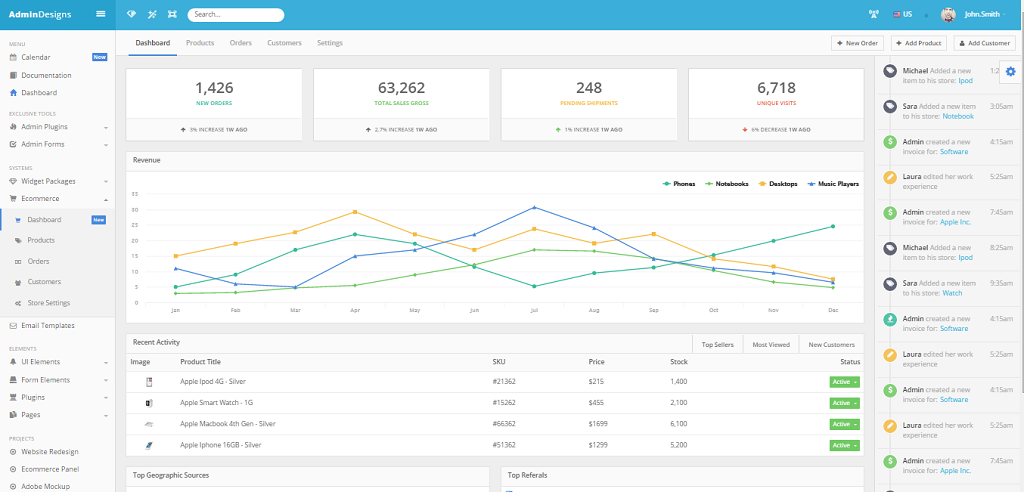 AdminDesigns
Search...
US
John.Smith
MENU
Calendar
New
Documentation
Dashboard
EXCLUSIVE TOOLS
Admin Plugins
Admin Forms
SYSTEMS
Widget Packages
Ecommerce
Dashboard
New
Products
Orders
Customers
Store Settings
Email Templates
ELEMENTS
UI Elements
Form Elements
Plugins
Pages
PROJECTS
Website Redesign
Ecommerce Panel
Adobe Mockup
Dashboard
Products
Orders
Customers
Settings
New Order
Add Product
Add Customer
1,426
NEW ORDERS
3% INCREASE 1W AGO
63,262
TOTAL SALES GROSS
2.7% INCREASE 1W AGO
248
PENDING SHIPMENTS
1% INCREASE 1W AGO
6,718
UNIQUE VISITS
6% DECREASE 1W AGO
Revenue
Phones
Notebooks
Desktops
Music Players
35
30
25
20
15
10
5
0
Jan
Feb
Mar
Apr
May
Jun
Jul
Aug
Sep
Oct
Nov
Dec
Recent Activity
Top Sellers
Most Viewed
New Customers
Image Product Title SKU Price Stock Status
Apple Ipod 4G - Silver #21362 $215 1,400 Active
Apple Smart Watch - 1G #15262 $455 2,100 Active
Apple Macbook 4th Gen - Silver #66362 $1699 6,100 Active
Apple Iphone 16GB - Silver #51362 $1299 5,200 Active
Top Geographic Sources
Top Referrals
Michael Added a new
item to his store: Ipod
Sara Added a new item 3:05am
to his store: Notebook
Admin created a new 4:15am
invoice for: Software
Laura edited her work 5:25am
experience
Admin created a new 7:45am
invoice for: Apple Inc.
Michael Added a new 8:25am
item to his store: Ipod
Sara Added a new item 9:35am
to his store: Watch
Admin created a new 4:15am
invoice for: Software
Laura edited her work 5:25am
experience
Admin created a new 4:15am
invoice for: Software
Laura edited her work 5:25am
experience
Admin created a new 7:45am
invoice for: Apple Inc.